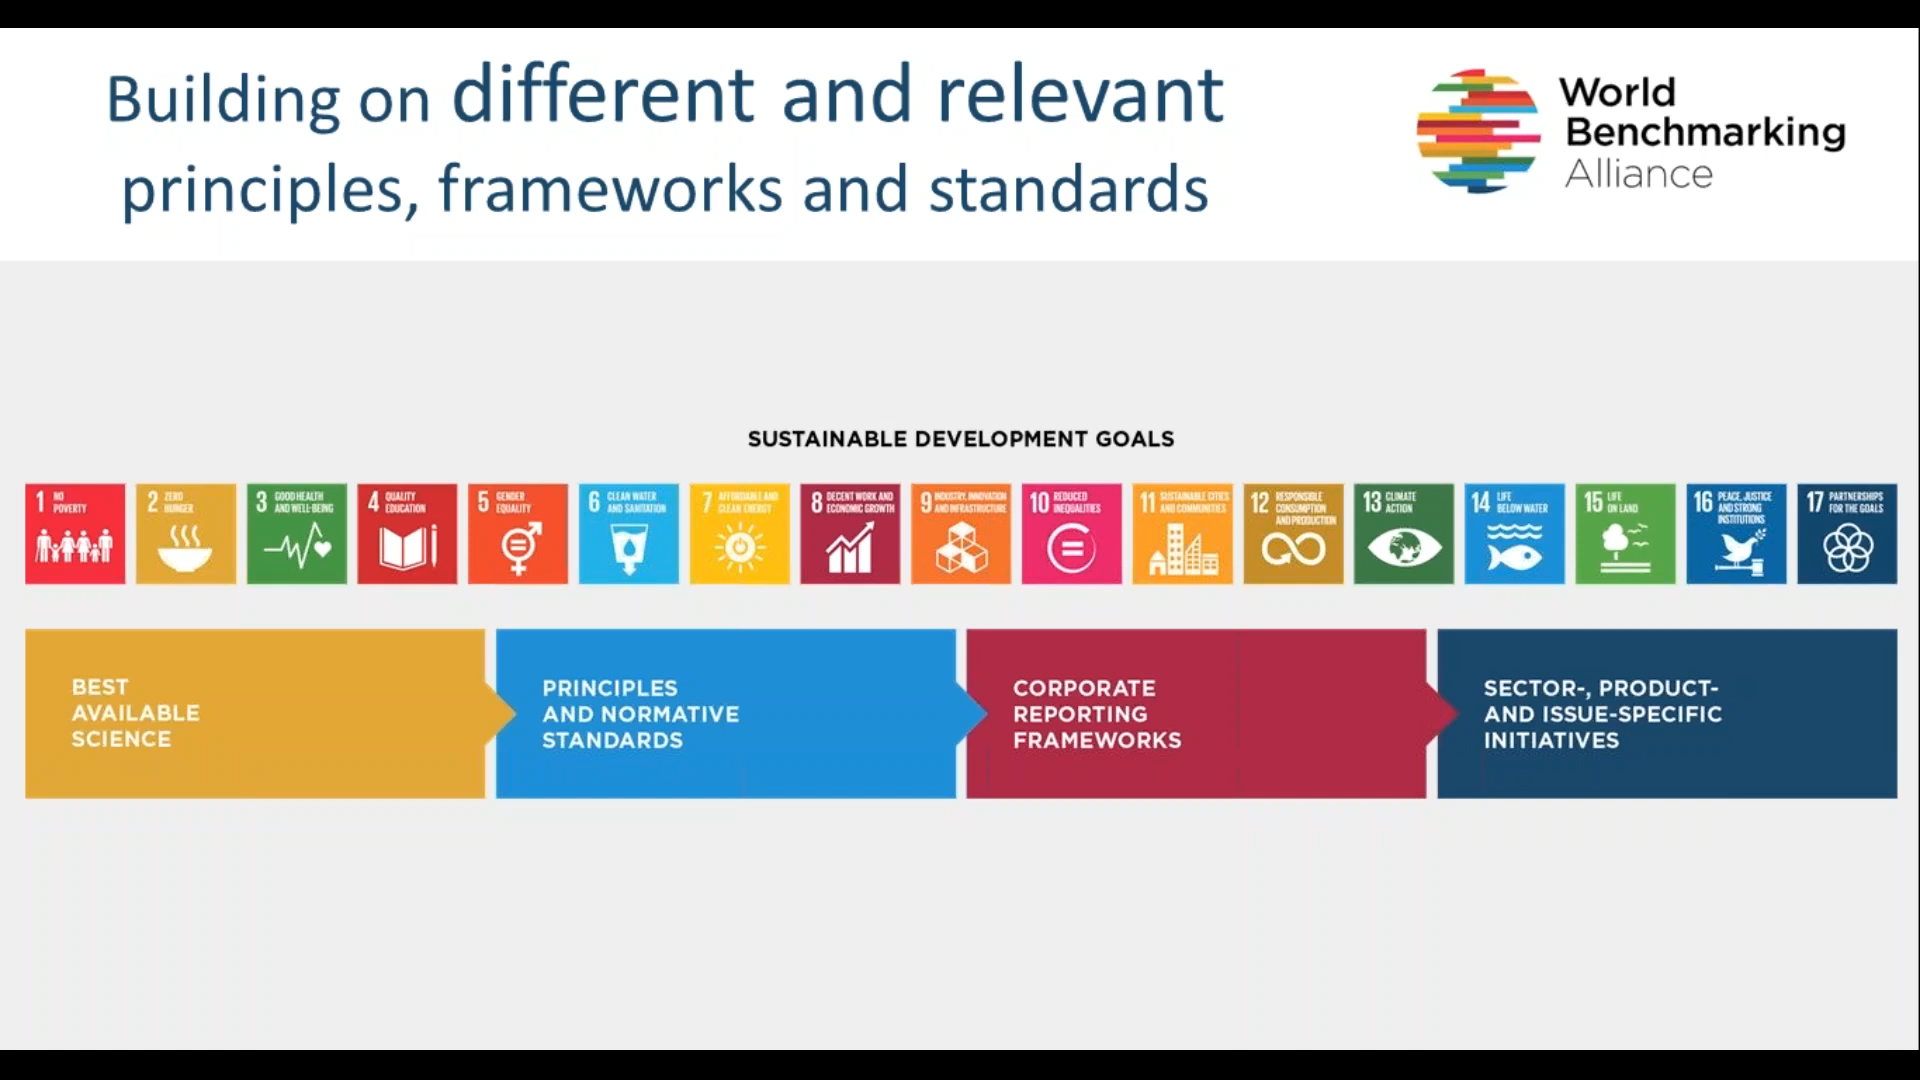 Building on different and relevant
principles, frameworks and standards
World
Benchmarking
Alliance
SUSTAINABLE DEVELOPMENT GOALS
1 NO
POVERTY
2 ZERO
HUNGER
3 GOOD HEALTH
AND WELL-BEING
4 QUALITY
EDUCATION
5 GENDER
EQUALITY
6 CLEAN WATER
AND SANITATION
7 AFFORDABLE AND
CLEAN ENERGY
8 DECENT WORK AND
ECONOMIC GROWTH
9 INDUSTRY, INNOVATION
AND INFRASTRUCTURE
10 REDUCED
INEQUALITIES
11 SUSTAINABLE CITIES
AND COMMUNITIES
12 RESPONSIBLE
CONSUMPTION
AND PRODUCTION
13 CLIMATE
ACTION
14 LIFE
BELOW WATER
15 LIFE
ON LAND
16 PEACE, JUSTICE
AND STRONG
INSTITUTIONS
17 PARTNERSHIPS
FOR THE GOALS
BEST
AVAILABLE
SCIENCE
PRINCIPLES
AND NORMATIVE
STANDARDS
CORPORATE
REPORTING
FRAMEWORKS
SECTOR-, PRODUCT-
AND ISSUE-SPECIFIC
INITIATIVES